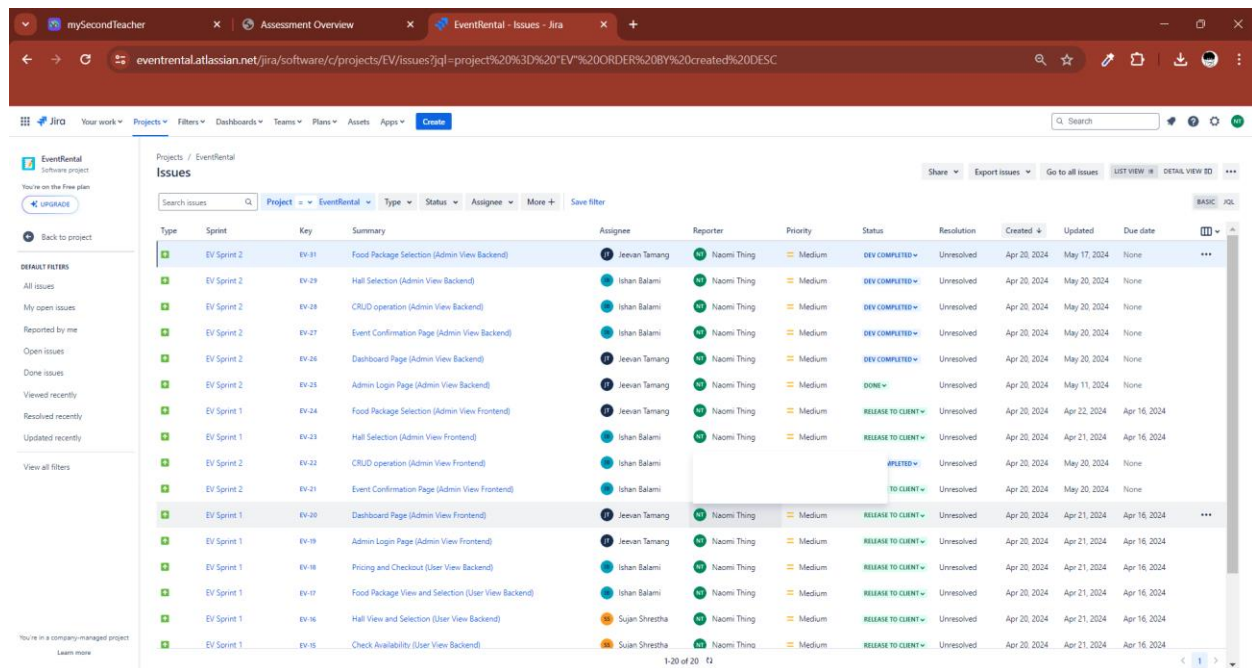 mySecondTeacher
Assessment Overview
EventRental - Issues - Jira
eventrental.atlassian.net/jira/software/c/projects/EV/issues?jql=project%20%3D%20"EV"%20ORDER%20BY%20created%20DESC
Jira Your work Projects Filters Dashboards Teams Plans Assets Apps Create Search NT
EventRental
Software project
You're on the Free plan
UPGRADE
Back to project
DEFAULT FILTERS
All issues
My open issues
Reported by me
Open issues
Done issues
Viewed recently
Resolved recently
Updated recently
View all filters
You're in a company-managed project
Learn more
Projects / EventRental
Issues
Share Export issues Go to all issues LIST VIEW DETAIL VIEW
Search issues Project = EventRental Type Status Assignee More + Save filter BASIC JQL
Type Sprint Key Summary Assignee Reporter Priority Status Resolution Created Updated Due date
EV Sprint 2 EV-31 Food Package Selection (Admin View Backend) JT Jeevan Tamang NT Naomi Thing Medium DEV COMPLETED Unresolved Apr 20, 2024 May 17, 2024 None
EV Sprint 2 EV-29 Hall Selection (Admin View Backend) Ishan Balami NT Naomi Thing Medium DEV COMPLETED Unresolved Apr 20, 2024 May 20, 2024 None
EV Sprint 2 EV-28 CRUD operation (Admin View Backend) Ishan Balami NT Naomi Thing Medium DEV COMPLETED Unresolved Apr 20, 2024 May 20, 2024 None
EV Sprint 2 EV-27 Event Confirmation Page (Admin View Backend) Ishan Balami NT Naomi Thing Medium DEV COMPLETED Unresolved Apr 20, 2024 May 20, 2024 None
EV Sprint 2 EV-26 Dashboard Page (Admin View Backend) JT Jeevan Tamang NT Naomi Thing Medium DEV COMPLETED Unresolved Apr 20, 2024 May 20, 2024 None
EV Sprint 2 EV-25 Admin Login Page (Admin View Backend) JT Jeevan Tamang NT Naomi Thing Medium DONE Unresolved Apr 20, 2024 May 11, 2024 None
EV Sprint 1 EV-24 Food Package Selection (Admin View Frontend) JT Jeevan Tamang NT Naomi Thing Medium RELEASE TO CLIENT Unresolved Apr 20, 2024 Apr 22, 2024 Apr 16, 2024
EV Sprint 1 EV-23 Hall Selection (Admin View Frontend) Ishan Balami NT Naomi Thing Medium RELEASE TO CLIENT Unresolved Apr 20, 2024 Apr 21, 2024 Apr 16, 2024
EV Sprint 2 EV-22 CRUD operation (Admin View Frontend) Ishan Balami MPLETED Unresolved Apr 20, 2024 May 20, 2024 None
EV Sprint 2 EV-21 Event Confirmation Page (Admin View Frontend) Ishan Balami TO CLIENT Unresolved Apr 20, 2024 May 20, 2024 None
EV Sprint 1 EV-20 Dashboard Page (Admin View Frontend) JT Jeevan Tamang NT Naomi Thing Medium RELEASE TO CLIENT Unresolved Apr 20, 2024 Apr 21, 2024 Apr 16, 2024
EV Sprint 1 EV-19 Admin Login Page (Admin View Frontend) JT Jeevan Tamang NT Naomi Thing Medium RELEASE TO CLIENT Unresolved Apr 20, 2024 Apr 21, 2024 Apr 16, 2024
EV Sprint 1 EV-18 Pricing and Checkout (User View Backend) Ishan Balami NT Naomi Thing Medium RELEASE TO CLIENT Unresolved Apr 20, 2024 Apr 21, 2024 Apr 16, 2024
EV Sprint 1 EV-17 Food Package View and Selection (User View Backend) Ishan Balami NT Naomi Thing Medium RELEASE TO CLIENT Unresolved Apr 20, 2024 Apr 21, 2024 Apr 16, 2024
EV Sprint 1 EV-16 Hall View and Selection (User View Backend) SS Sujan Shrestha NT Naomi Thing Medium RELEASE TO CLIENT Unresolved Apr 20, 2024 Apr 21, 2024 Apr 16, 2024
EV Sprint 1 EV-15 Check Availability (User View Backend) SS Sujan Shrestha NT Naomi Thing Medium RELEASE TO CLIENT Unresolved Apr 20, 2024 Apr 21, 2024 Apr 16, 2024
1-20 of 20
1